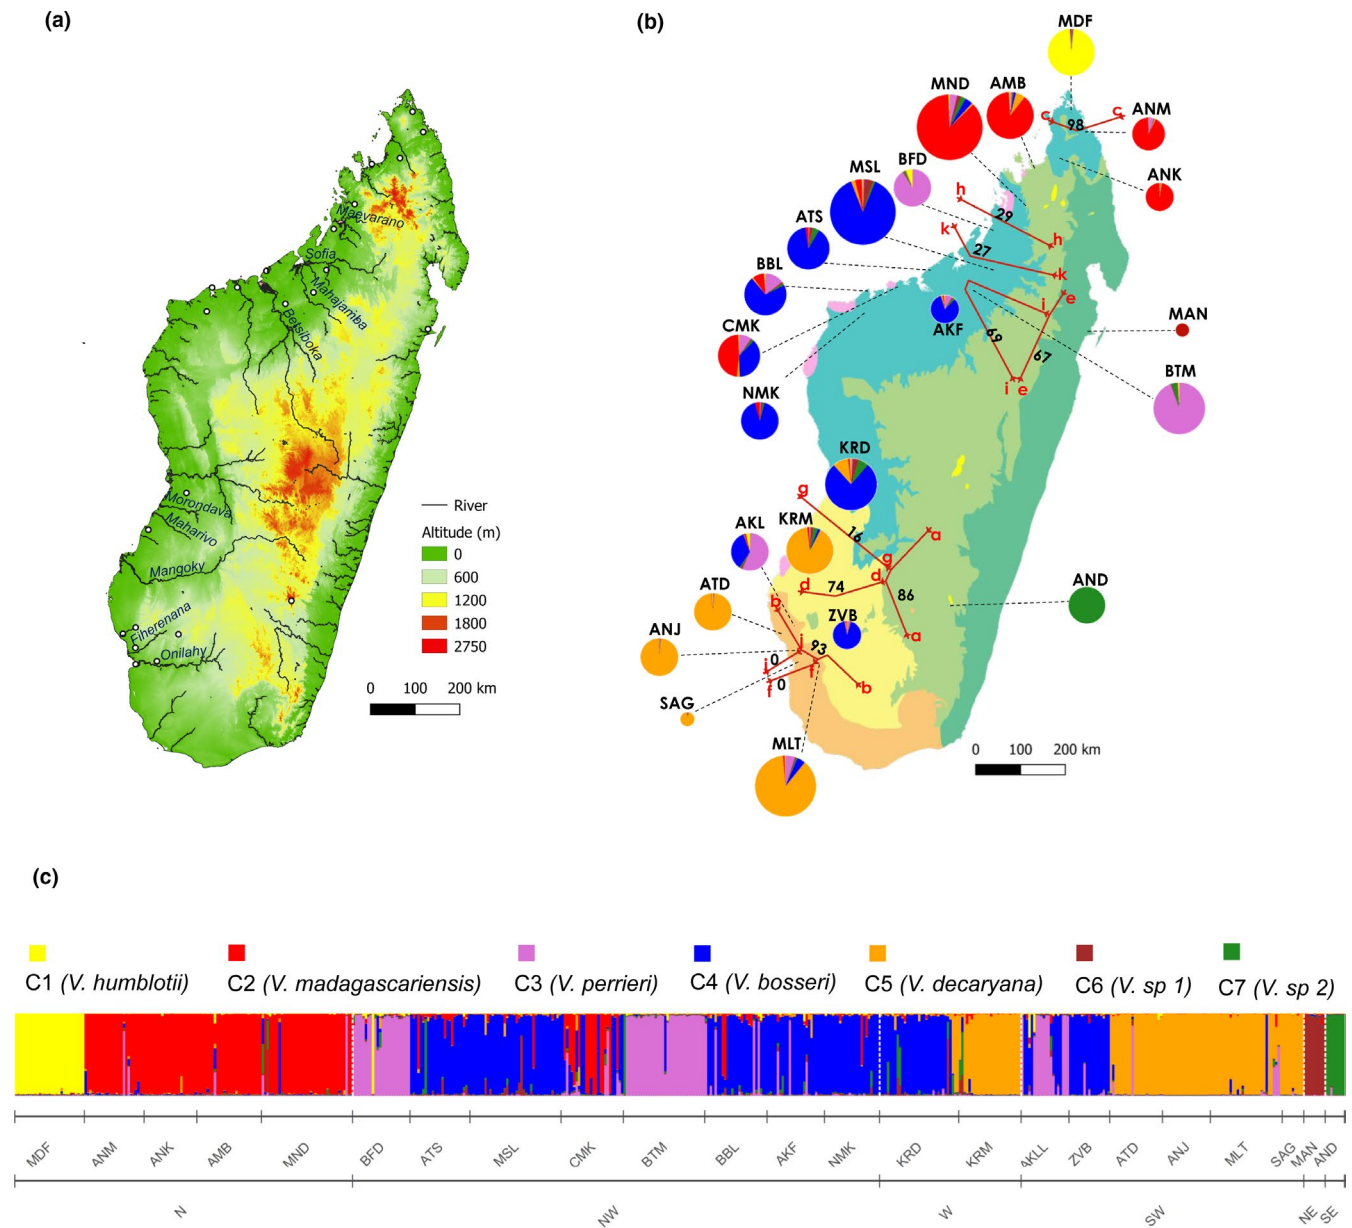 (a)
Maevarano
Sofia
Mahajamba
Betsiboka
Morondava
Maharivo
Mangoky
Fiherenana
Onilahy
River
Altitude (m)
0
600
1200
1800
2750
0 100 200 km
(b)
MDF
MND
AMB
ANM
c
98
c
MSL
BFD
ANK
h
29
h
ATS
k
27
k
BBL
i
e
AKF
MAN
CMK
69
67
BTM
NMK
i
e
KRD
g
AKL
KRM
16
a
g
ATD
d
74
d
86
AND
b
ANJ
ZVB
a
j
93
0
j
f
f
0
b
SAG
MLT
0 100 200 km
(c)
C1 (V. humblotii)
C2 (V. madagascariensis)
C3 (V. perrieri)
C4 (V. bosseri)
C5 (V. decaryana)
C6 (V. sp 1)
C7 (V. sp 2)
MDF ANM ANK AMB MND BFD ATS MSL CMK BTM BBL AKF NMK KRD KRM AKLL ZVB ATD ANJ MLT SAG MAN AND
N NW W SW NE SE